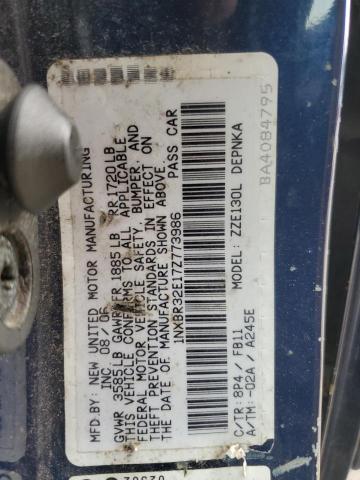 MFD. BY: NEW UNITED MOTOR MANUFACTURING
INC. 08/06
GVWR 3585LB GAWR FR 1885LB RR 1720LB
THIS VEHICLE CONFORMS TO ALL APPLICABLE
FEDERAL MOTOR VEHICLE SAFETY, BUMPER, AND
THEFT PREVENTION STANDARDS IN EFFECT ON
THE DATE OF MANUFACTURE SHOWN ABOVE.
1NXBR32E17Z773986 PASS CAR
MODEL: ZZE130L DEPNKA
C/TR: 8P4 / FB11
A/TM: -02A / A245E
BA4084795